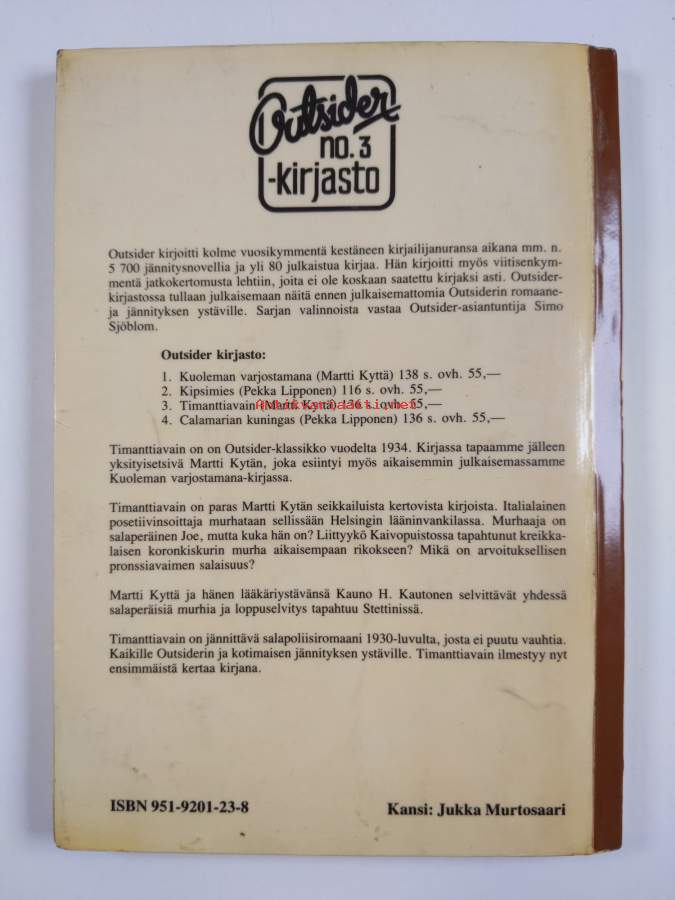 Outsider
no.3
-kirjasto
Outsider kirjoitti kolme vuosikymmentä kestäneen kirjailijanuransa aikana mm. n.
5 700 jännitysnovellia ja yli 80 julkaistua kirjaa. Hän kirjoitti myös viitisenkym-
mentä jatkokertomusta lehtiin, joita ei ole koskaan saatettu kirjaksi asti. Outsider-
kirjastossa tullaan julkaisemaan näitä ennen julkaisemattomia Outsiderin romaane-
ja jännityksen ystäville. Sarjan valinnoista vastaa Outsider-asiantuntija Simo
Sjöblom.
Outsider kirjasto:
1. Kuoleman varjostamana (Martti Kyttä) 138 s. ovh. 55,—
2. Kipsimies (Pekka Lipponen) 116 s. ovh. 55,—
3. Timanttiavain (Martti Kyttä) 136 s. ovh. 55,—
4. Calamarian kuningas (Pekka Lipponen) 136 s. ovh. 55,—
Timanttiavain on on Outsider-klassikko vuodelta 1934. Kirjassa tapaamme jälleen
yksityisetsivä Martti Kytän, joka esiintyi myös aikaisemmin julkaisemassamme
Kuoleman varjostamana-kirjassa.
Timanttiavain on paras Martti Kytän seikkailuista kertovista kirjoista. Italialainen
posetiivinsoittaja murhataan sellissään Helsingin lääninvankilassa. Murhaaja on
salaperäinen Joe, mutta kuka hän on? Liittyykö Kaivopuistossa tapahtunut kreikka-
laisen koronkiskurin murha aikaisempaan rikokseen? Mikä on arvoituksellisen
pronssiavaimen salaisuus?
Martti Kyttä ja hänen lääkäriystävänsä Kauno H. Kautonen selvittävät yhdessä
salaperäisiä murhia ja loppuselvitys tapahtuu Stettinissä.
Timanttiavain on jännittävä salapoliisiromaani 1930-luvulta, josta ei puutu vauhtia.
Kaikille Outsiderin ja kotimaisen jännityksen ystäville. Timanttiavain ilmestyy nyt
ensimmäistä kertaa kirjana.
ISBN 951-9201-23-8
Kansi: Jukka Murtosaari